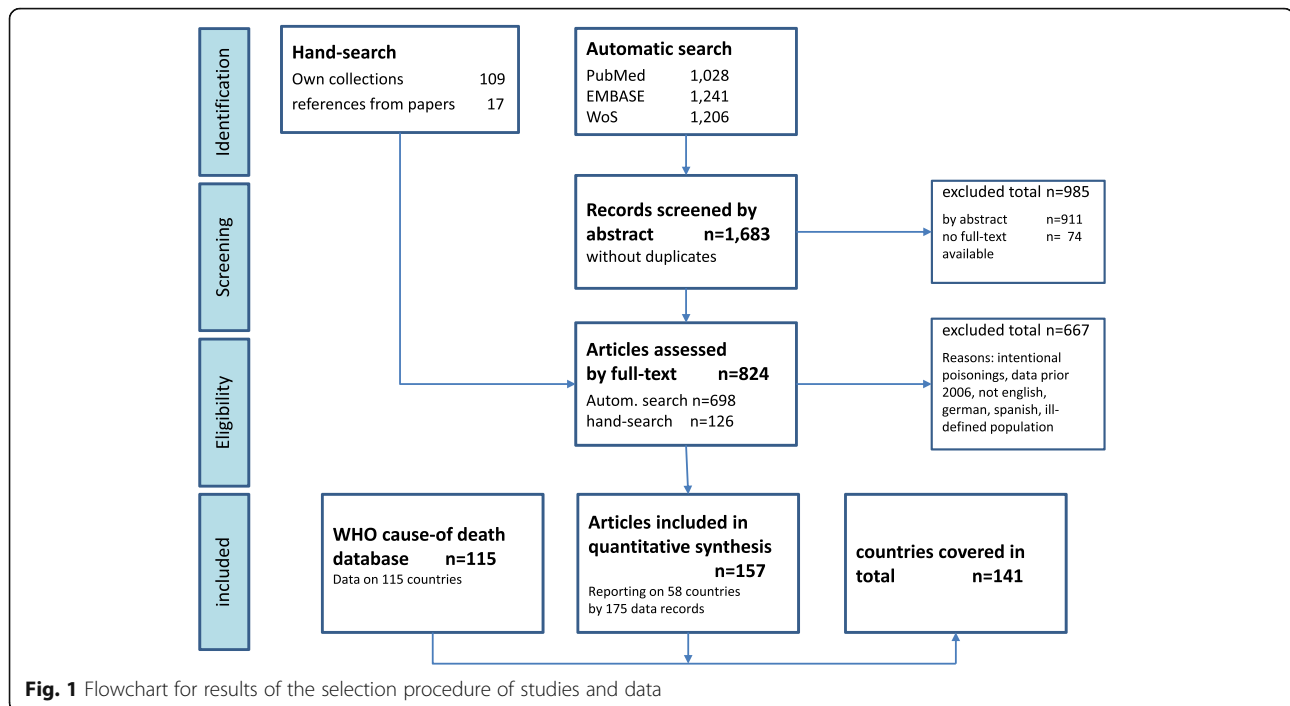 Identification
Hand-search
Own collections 109
references from papers 17
Automatic search
PubMed 1,028
EMBASE 1,241
WoS 1,206
Screening
Records screened by
abstract n=1,683
without duplicates
excluded total n=985
by abstract n=911
no full-text n= 74
available
Eligibility
Articles assessed
by full-text n=824
Autom. search n=698
hand-search n=126
excluded total n=667
Reasons: intentional
poisonings, data prior
2006, not english,
german, spanish, ill-
defined population
included
WHO cause-of death
database n=115
Data on 115 countries
Articles included in
quantitative synthesis
n=157
Reporting on 58 countries
by 175 data records
countries covered in
total n=141
Fig. 1 Flowchart for results of the selection procedure of studies and data